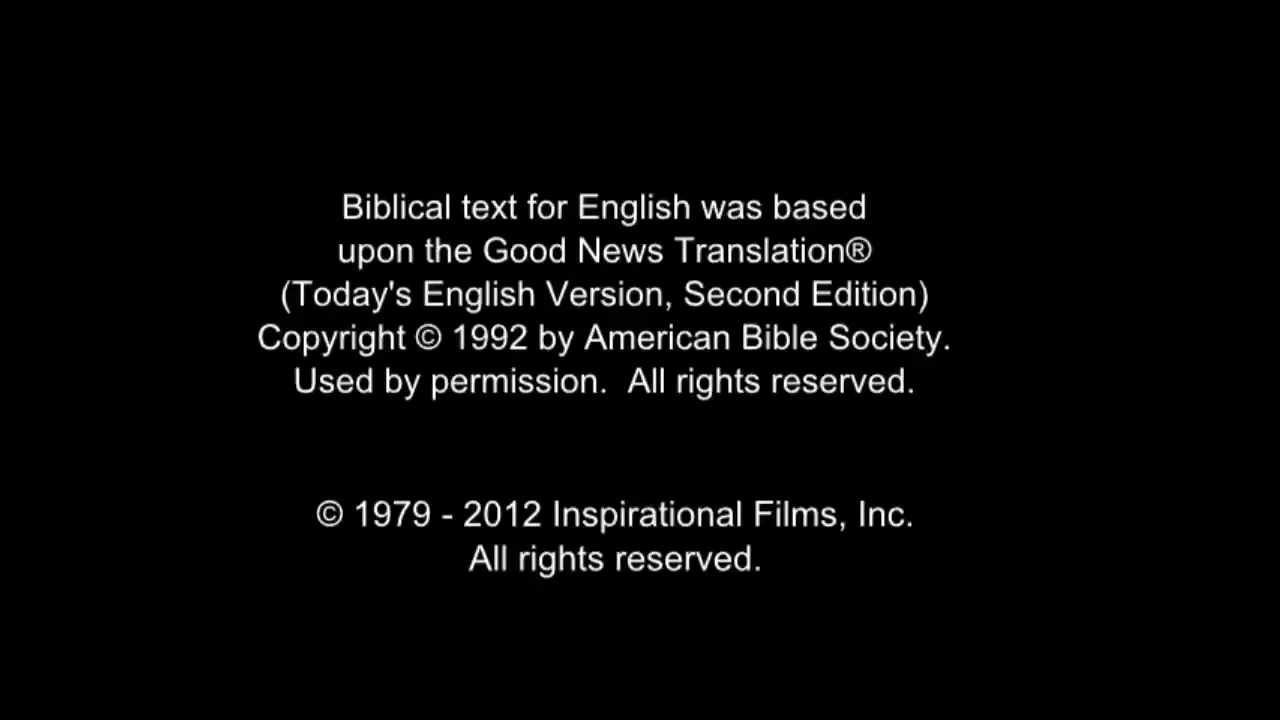 Biblical text for English was based
upon the Good News Translation®
(Today's English Version, Second Edition)
Copyright © 1992 by American Bible Society.
Used by permission.  All rights reserved.
© 1979 - 2012 Inspirational Films, Inc.
All rights reserved.